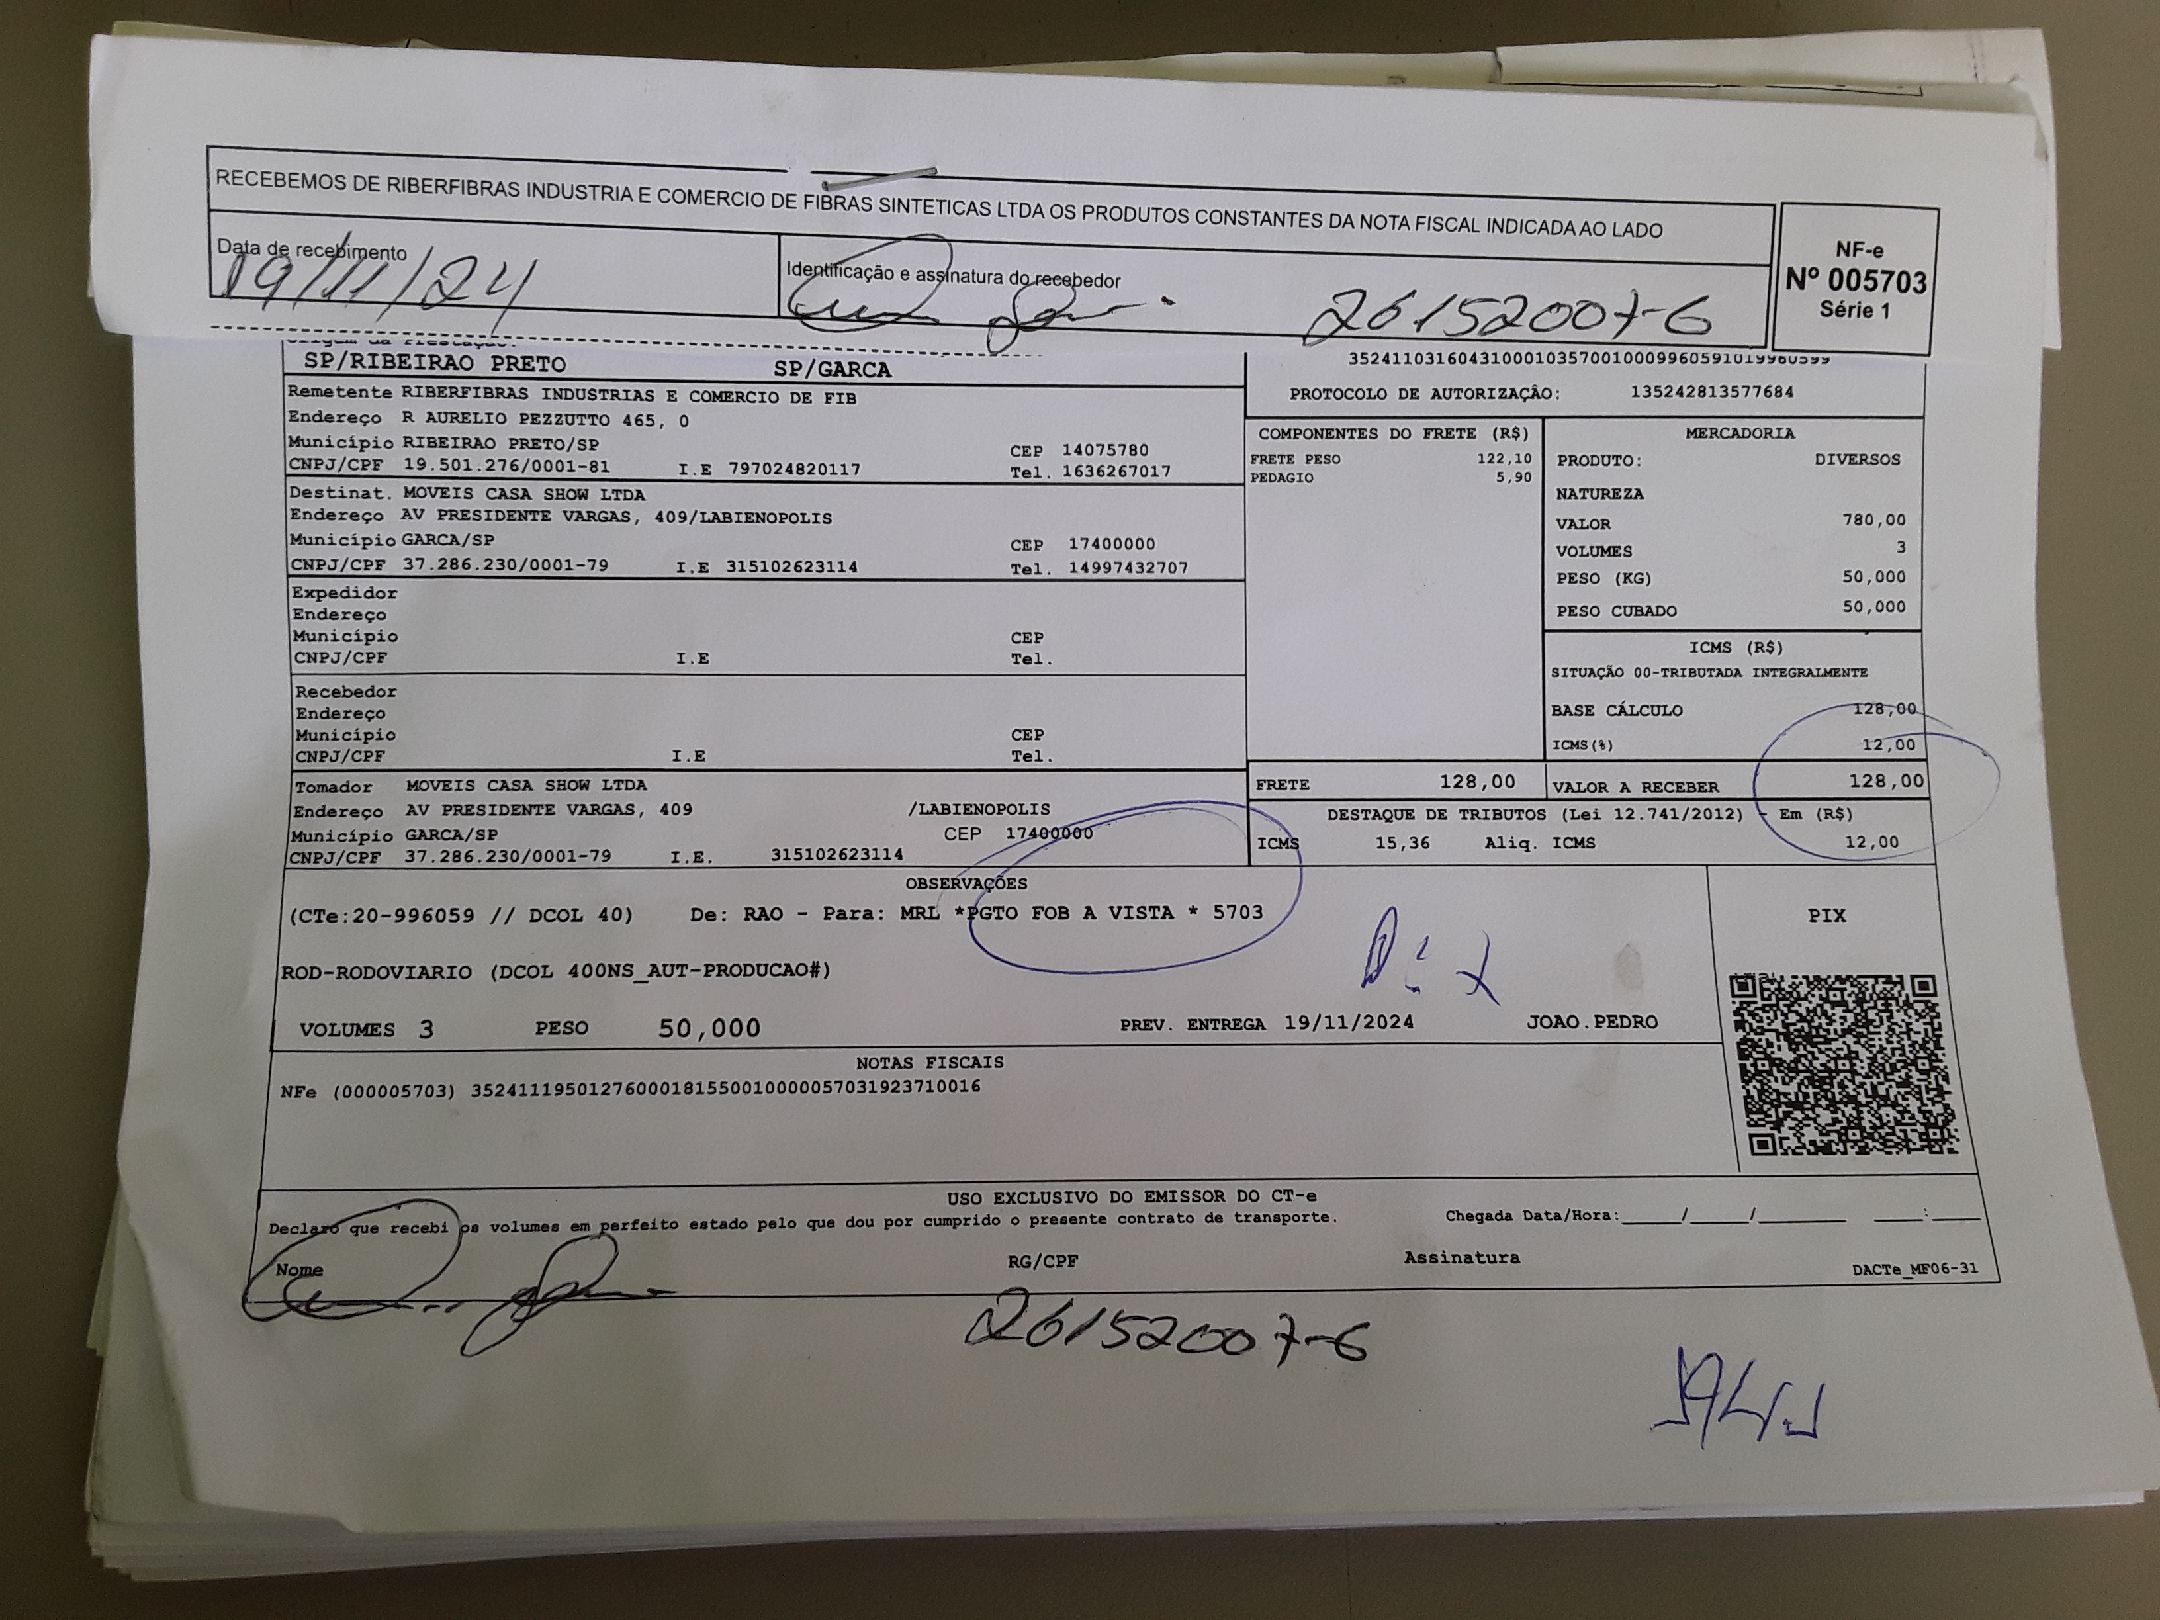 RECEBEMOS DE RIBERFIBRAS INDUSTRIA E COMERCIO DE FIBRAS SINTETICAS LTDA OS PRODUTOS CONSTANTES DA NOTA FISCAL INDICADA AO LADO
Data de recebimento
19/11/24
Identificação e assinatura do recebedor
26152007-6
NF-e
Nº 005703
Série 1
SP/RIBEIRAO PRETO SP/GARCA
Remetente RIBERFIBRAS INDUSTRIAS E COMERCIO DE FIB
Endereço R AURELIO PEZZUTTO 465, 0
Município RIBEIRAO PRETO/SP CEP 14075780
CNPJ/CPF 19.501.276/0001-81 I.E 797024820117 Tel. 1636267017
Destinat. MOVEIS CASA SHOW LTDA
Endereço AV PRESIDENTE VARGAS, 409/LABIENOPOLIS
Município GARCA/SP CEP 17400000
CNPJ/CPF 37.286.230/0001-79 I.E 315102623114 Tel. 14997432707
Expedidor
Endereço
Município CEP
CNPJ/CPF I.E Tel.
Recebedor
Endereço
Município CEP
CNPJ/CPF I.E Tel.
Tomador MOVEIS CASA SHOW LTDA
Endereço AV PRESIDENTE VARGAS, 409 /LABIENOPOLIS
Município GARCA/SP CEP 17400000
CNPJ/CPF 37.286.230/0001-79 I.E. 315102623114
PROTOCOLO DE AUTORIZAÇÃO: 135242813577684
COMPONENTES DO FRETE (R$)
FRETE PESO 122,10
PEDAGIO 5,90
MERCADORIA
PRODUTO: DIVERSOS
NATUREZA
VALOR 780,00
VOLUMES 3
PESO (KG) 50,000
PESO CUBADO 50,000
ICMS (R$)
SITUAÇÃO 00-TRIBUTADA INTEGRALMENTE
BASE CÁLCULO 128,00
ICMS(%) 12,00
FRETE 128,00 VALOR A RECEBER 128,00
DESTAQUE DE TRIBUTOS (Lei 12.741/2012) - Em (R$)
ICMS 15,36 Aliq. ICMS 12,00
OBSERVAÇÕES
(CTe:20-996059 // DCOL 40) De: RAO - Para: MRL *PGTO FOB A VISTA * 5703
ROD-RODOVIARIO (DCOL 400NS_AUT-PRODUCAO#)
Pix
VOLUMES 3 PESO 50,000 PREV. ENTREGA 19/11/2024 JOAO.PEDRO
PIX
NOTAS FISCAIS
NFe (000005703) 35241119501276000181550010000057031923710016
USO EXCLUSIVO DO EMISSOR DO CT-e
Declaro que recebi os volumes em perfeito estado pelo que dou por cumprido o presente contrato de transporte. Chegada Data/Hora:_____/_____/_______ ____:____
Nome RG/CPF Assinatura
DACTe_MF06-31
26152007-6